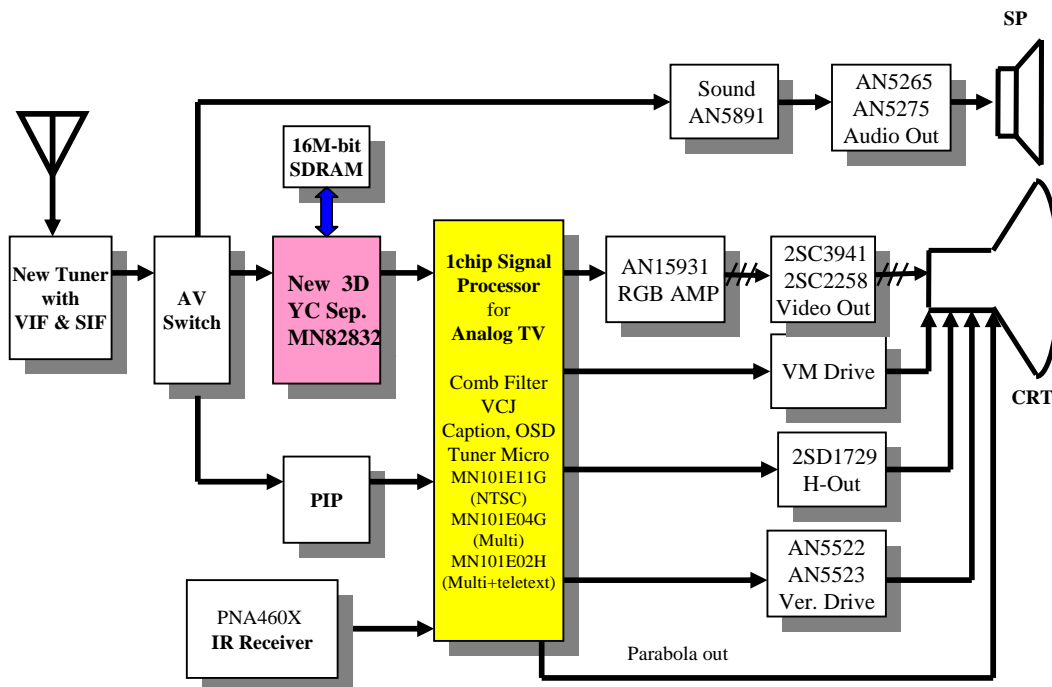 SP
Sound
AN5891
AN5265
AN5275
Audio Out
16M-bit
SDRAM
New Tuner
with
VIF & SIF
AV
Switch
New 3D
YC Sep.
MN82832
1chip Signal
Processor
for
Analog TV
Comb Filter
VCJ
Caption, OSD
Tuner Micro
MN101E11G
(NTSC)
MN101E04G
(Multi)
MN101E02H
(Multi+teletext)
AN15931
RGB AMP
2SC3941
2SC2258
Video Out
VM Drive
CRT
PIP
2SD1729
H-Out
AN5522
AN5523
Ver. Drive
PNA460X
IR Receiver
Parabola out